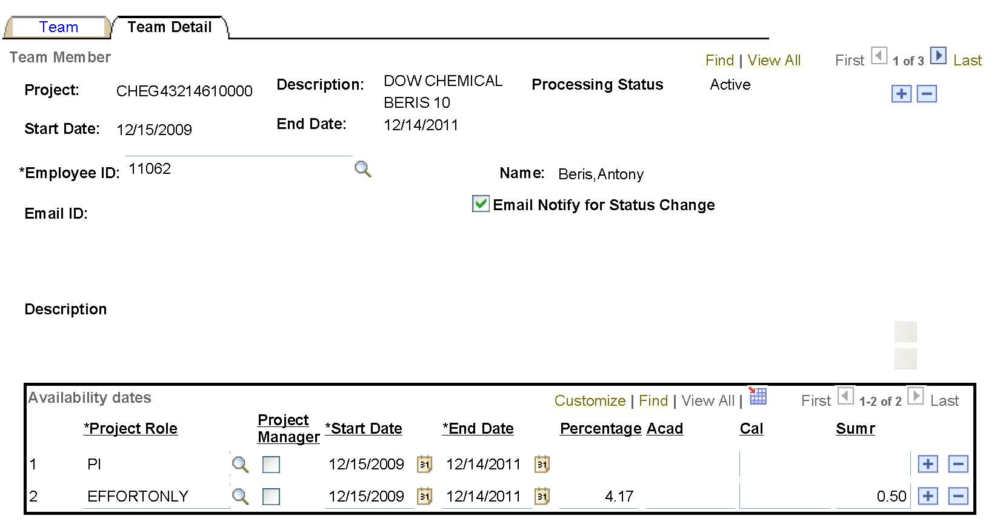 Team Team Detail
Team Member Find | View All First 1 of 3 Last
Project: CHEG43214610000 Description: DOW CHEMICAL BERIS 10 Processing Status Active
Start Date: 12/15/2009 End Date: 12/14/2011
*Employee ID: 11062 Name: Beris,Antony
Email ID: Email Notify for Status Change
Description
Availability dates Customize | Find | View All | First 1-2 of 2 Last
*Project Role Project Manager *Start Date *End Date Percentage Acad Cal Sumr
1 PI 12/15/2009 31 12/14/2011 31
2 EFFORTONLY 12/15/2009 31 12/14/2011 31 4.17 0.50